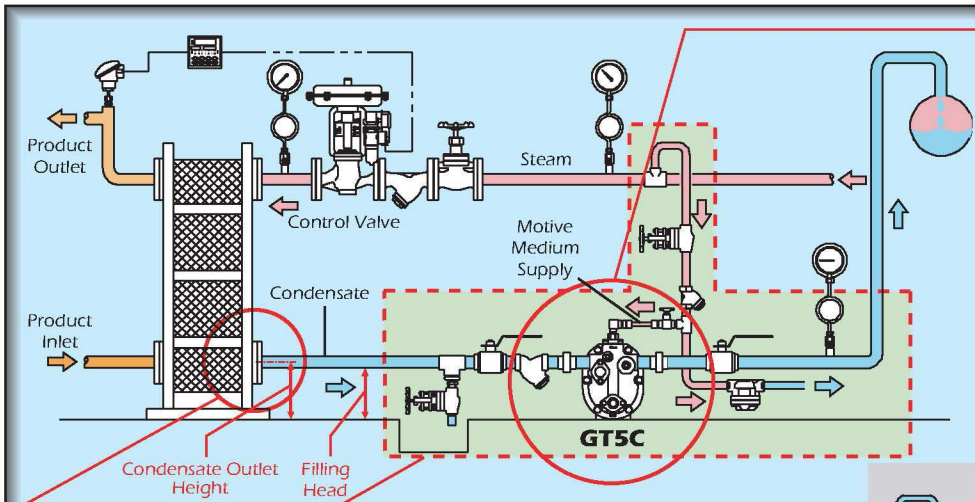 Product
Outlet
Steam
Control Valve
Motive
Medium
Supply
Condensate
Product
Inlet
GT5C
Condensate Outlet
Height
Filling
Head